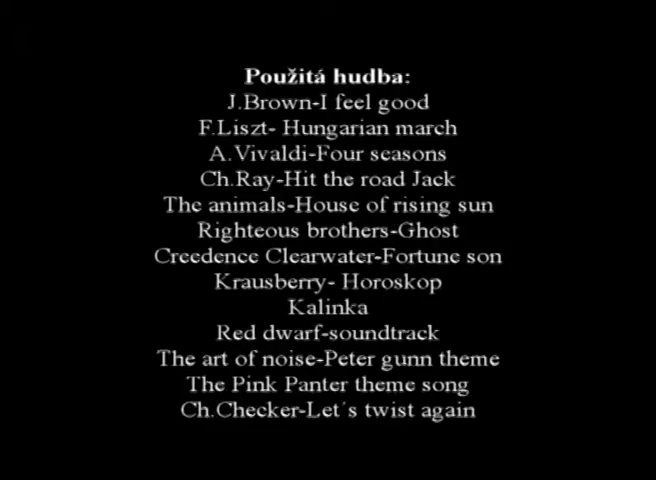 Použitá hudba:
J.Brown-I feel good
F.Liszt- Hungarian march
A.Vivaldi-Four seasons
Ch.Ray-Hit the road Jack
The animals-House of rising sun
Righteous brothers-Ghost
Creedence Clearwater-Fortune son
Krausberry- Horoskop
Kalinka
Red dwarf-soundtrack
The art of noise-Peter gunn theme
The Pink Panter theme song
Ch.Checker-Let´s twist again